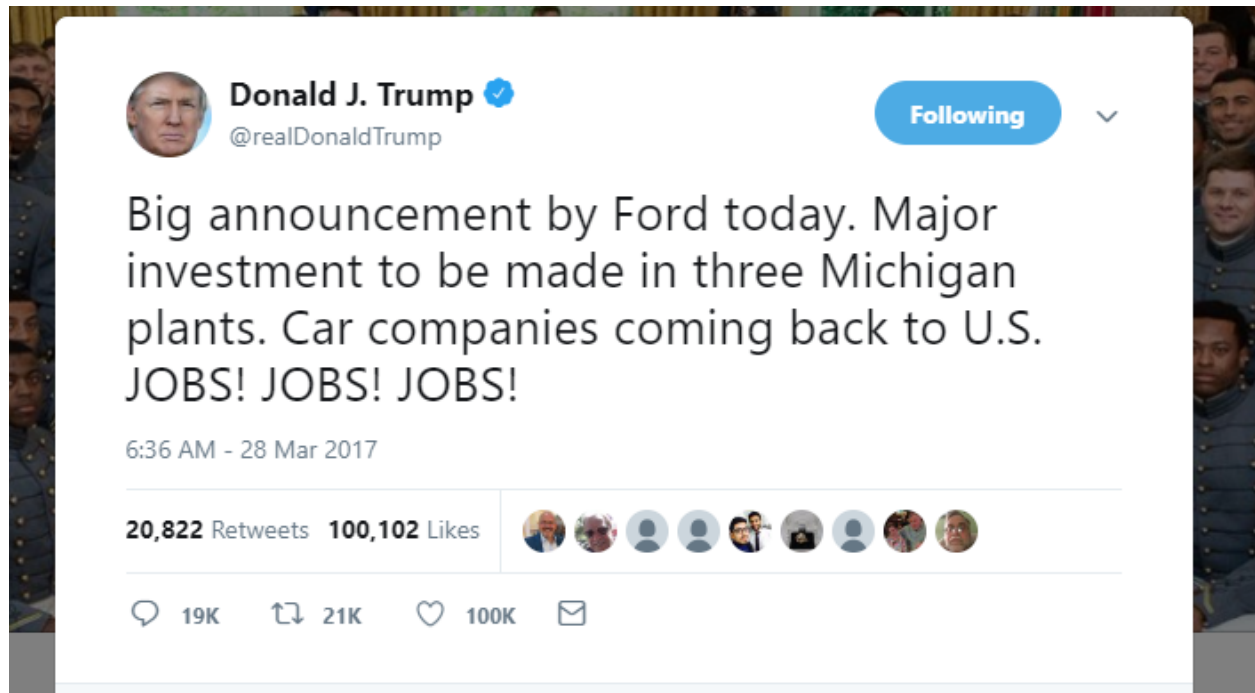 Donald J. Trump
@realDonaldTrump
Following
Big announcement by Ford today. Major
investment to be made in three Michigan
plants. Car companies coming back to U.S.
JOBS! JOBS! JOBS!
6:36 AM - 28 Mar 2017
20,822 Retweets 100,102 Likes
19K 21K 100K